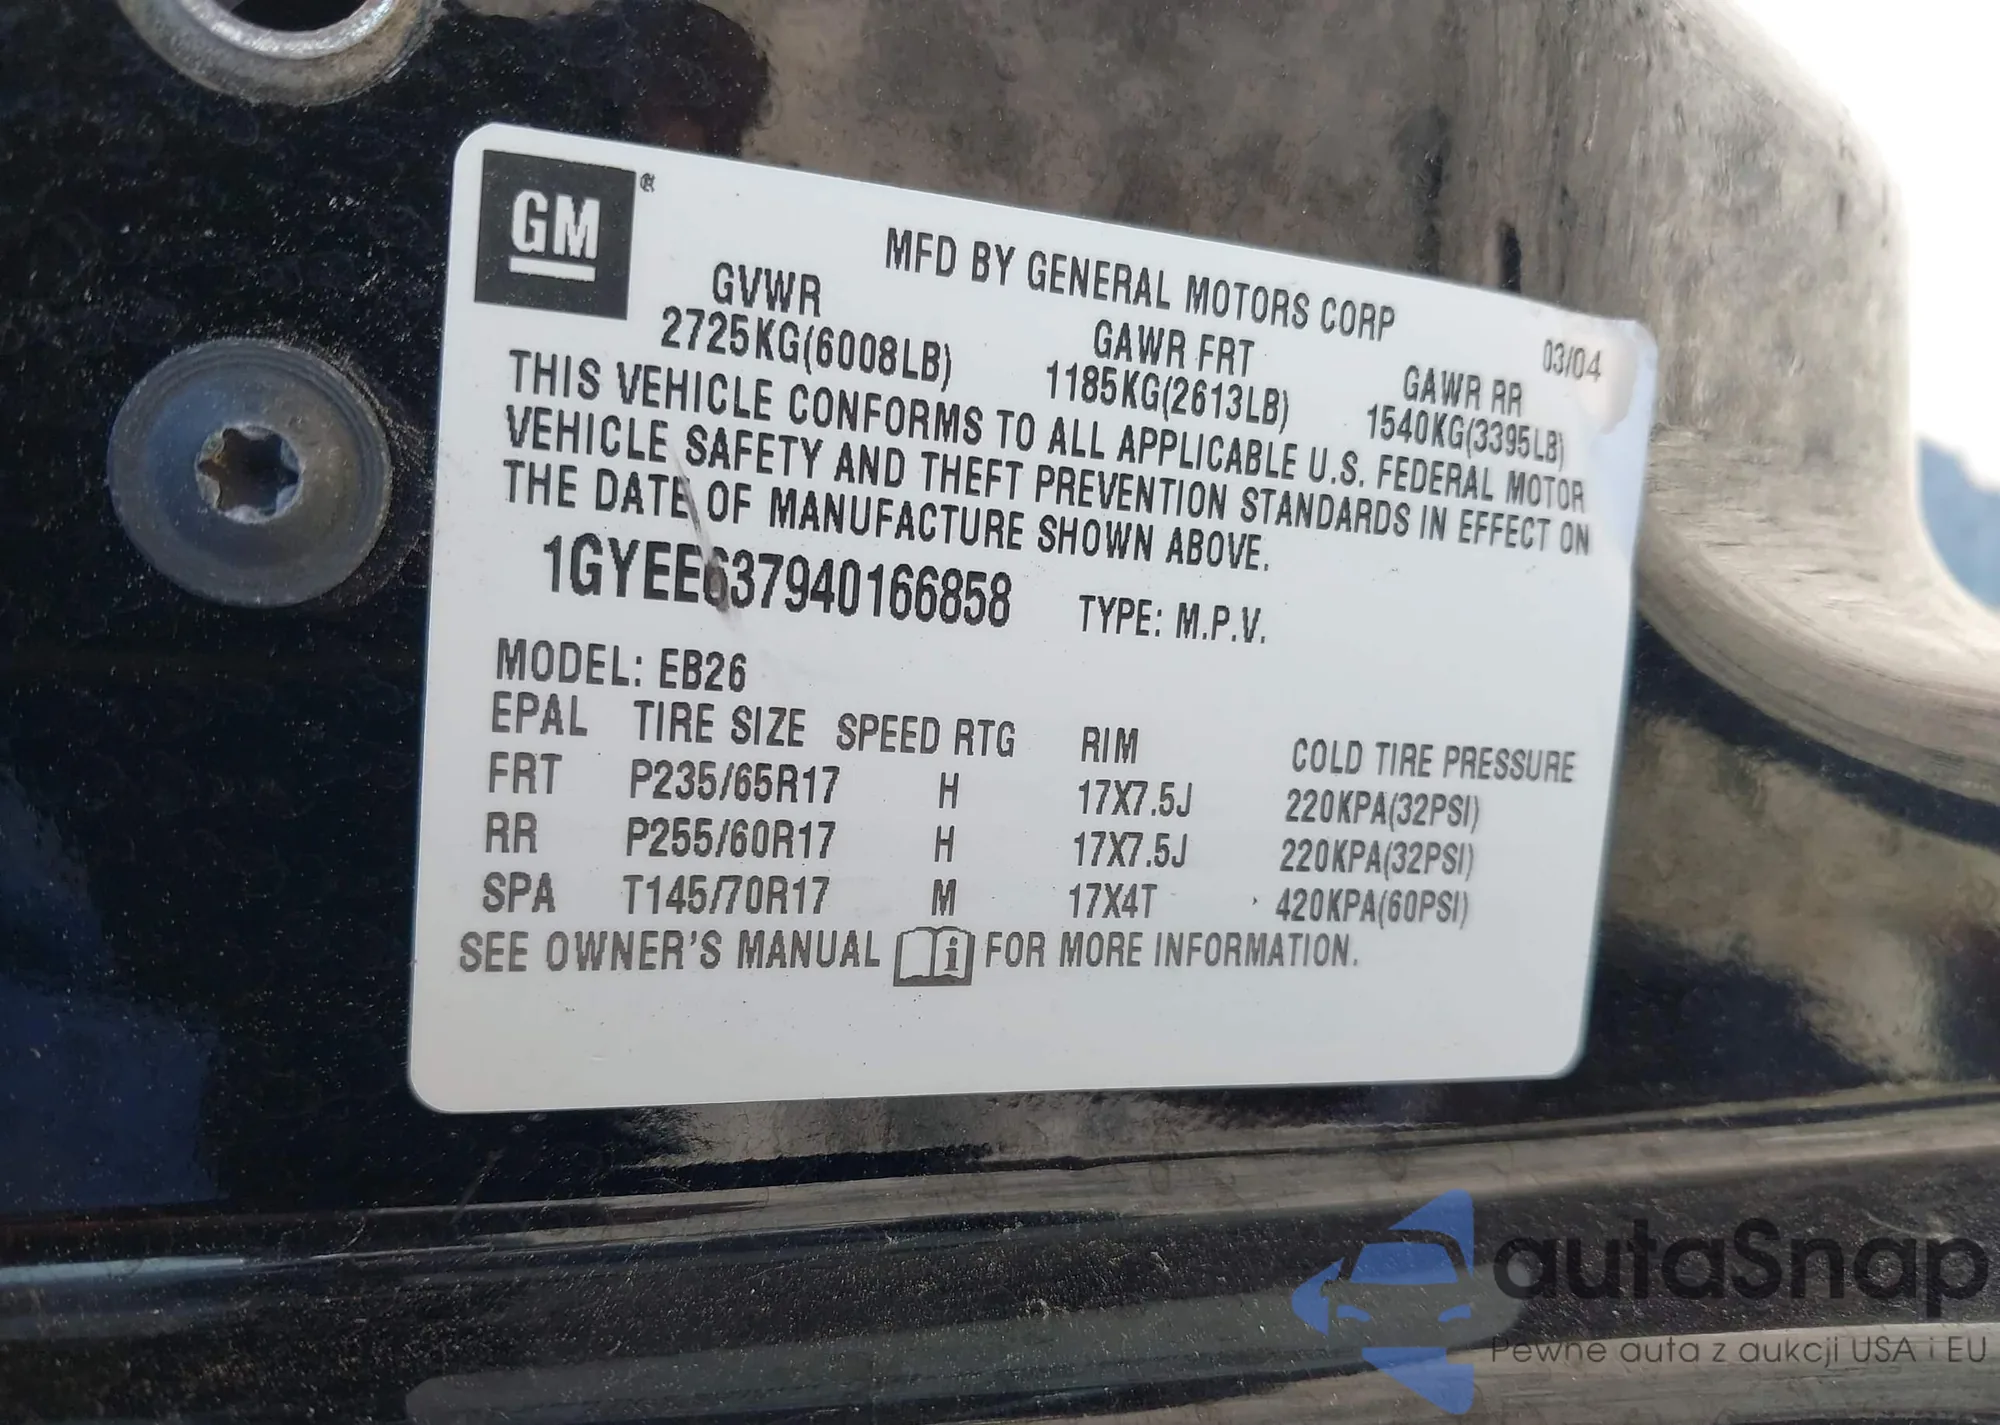 GM®
MFD BY GENERAL MOTORS CORP
03/04
GVWR GAWR FRT GAWR RR
2725KG(6008LB) 1185KG(2613LB) 1540KG(3395LB)
THIS VEHICLE CONFORMS TO ALL APPLICABLE U.S. FEDERAL MOTOR
VEHICLE SAFETY AND THEFT PREVENTION STANDARDS IN EFFECT ON
THE DATE OF MANUFACTURE SHOWN ABOVE.
1GYEE637940166858 TYPE: M.P.V.
MODEL: EB26
EPAL TIRE SIZE SPEED RTG RIM COLD TIRE PRESSURE
FRT P235/65R17 H 17X7.5J 220KPA(32PSI)
RR P255/60R17 H 17X7.5J 220KPA(32PSI)
SPA T145/70R17 M 17X4T 420KPA(60PSI)
SEE OWNER'S MANUAL i FOR MORE INFORMATION.
autaSnap
Pewne auta z aukcji USA i EU